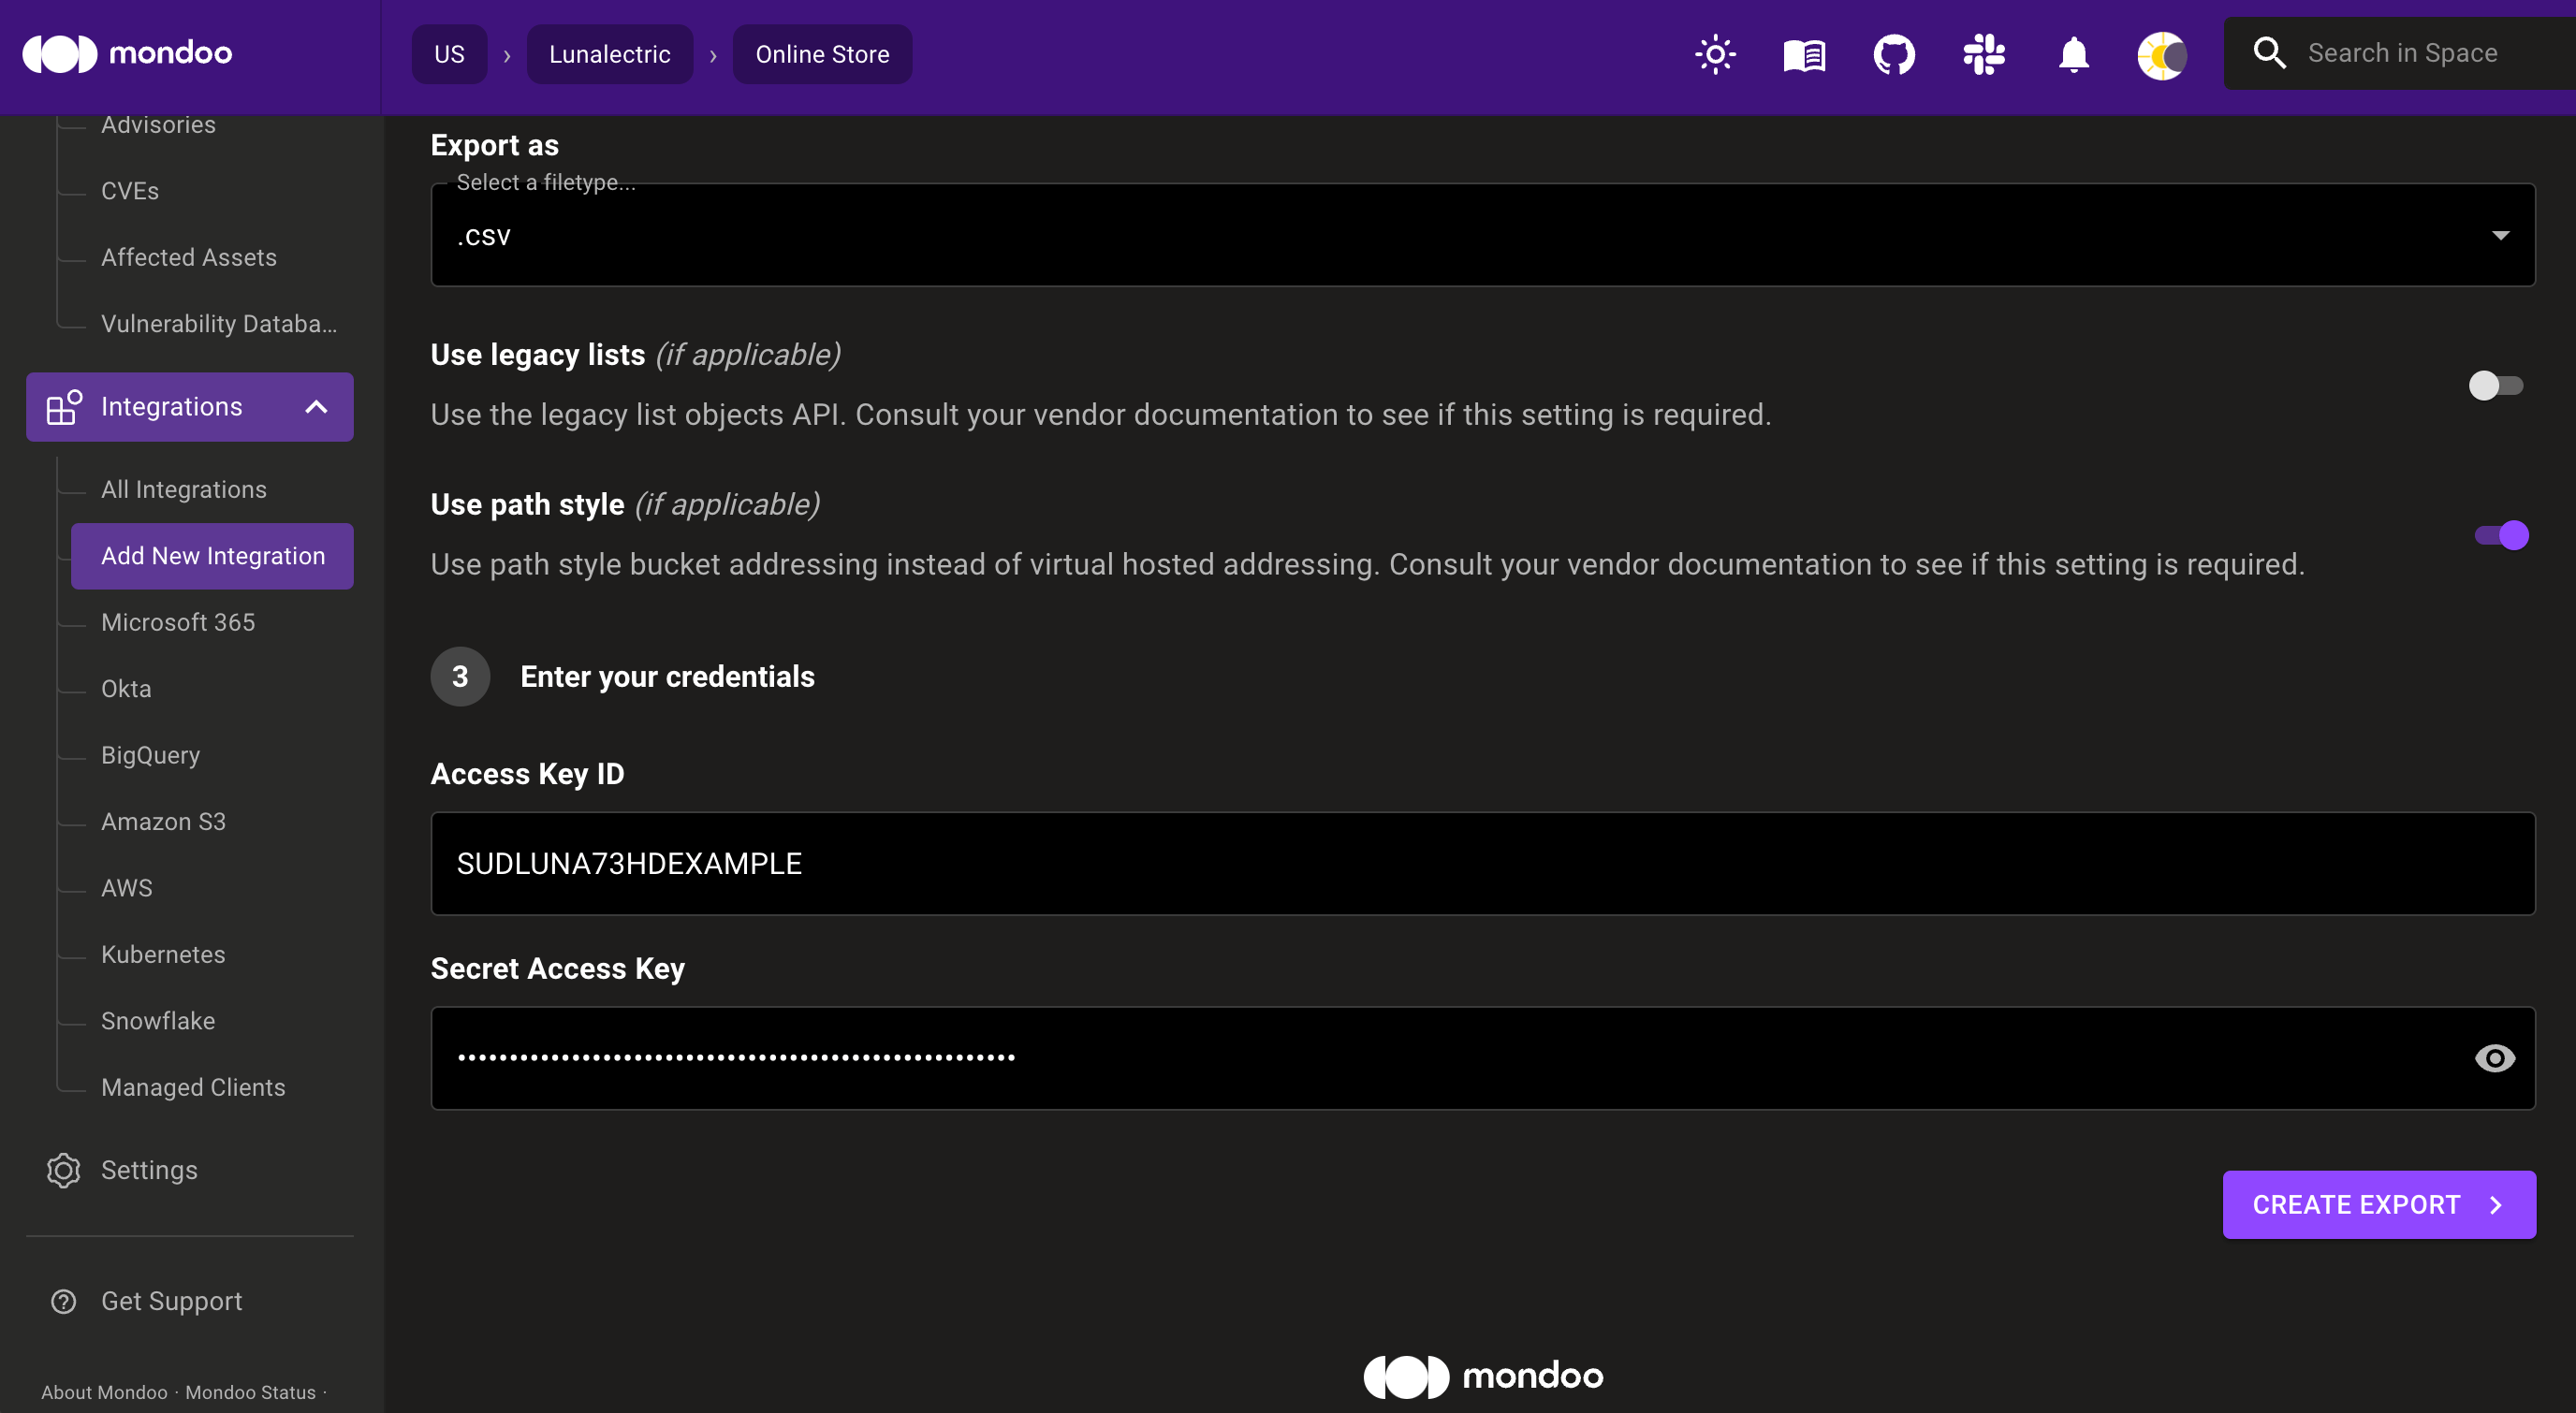 mondoo
US › Lunalectric › Online Store
Search in Space
Advisories
CVEs
Affected Assets
Vulnerability Databa...
Integrations
All Integrations
Add New Integration
Microsoft 365
Okta
BigQuery
Amazon S3
AWS
Kubernetes
Snowflake
Managed Clients
Settings
Get Support
About Mondoo · Mondoo Status ·
Export as
Select a filetype...
.csv
Use legacy lists (if applicable)
Use the legacy list objects API. Consult your vendor documentation to see if this setting is required.
Use path style (if applicable)
Use path style bucket addressing instead of virtual hosted addressing. Consult your vendor documentation to see if this setting is required.
3 Enter your credentials
Access Key ID
SUDLUNA73HDEXAMPLE
Secret Access Key
CREATE EXPORT
mondoo